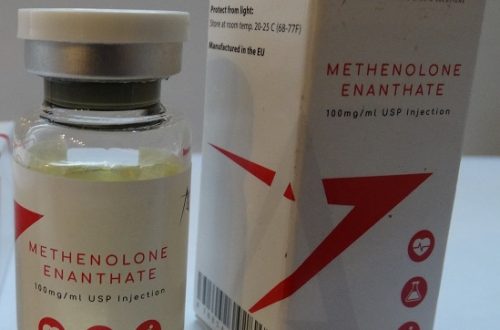 Protect from light:
Store at room temp. 20-25 C (68-77F)
Manufactured in the EU
METHENOLONE
ENANTHATE
100mg/ml USP Injection
METHENOLONE
ENANTHATE
100mg/ml USP Injection